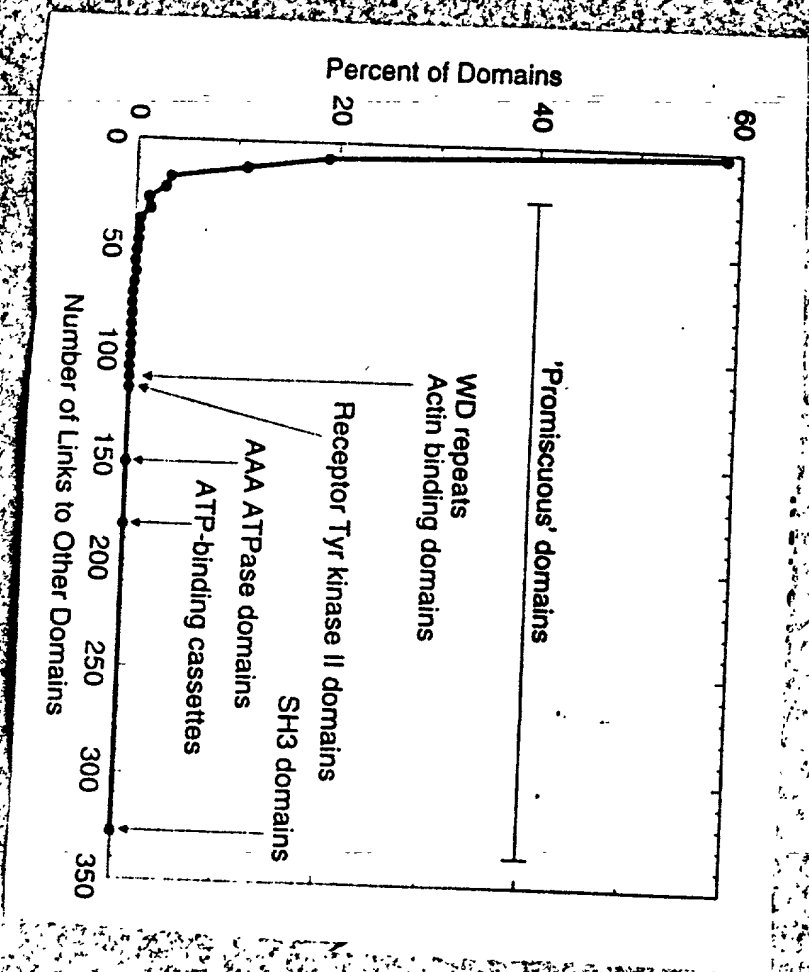 Percent of Domains
60
40
20
0
'Promiscuous' domains
WD repeats
Actin binding domains
Receptor Tyr kinase II domains
SH3 domains
AAA ATPase domains
ATP-binding cassettes
0
50
100
150
200
250
300
350
Number of Links to Other Domains